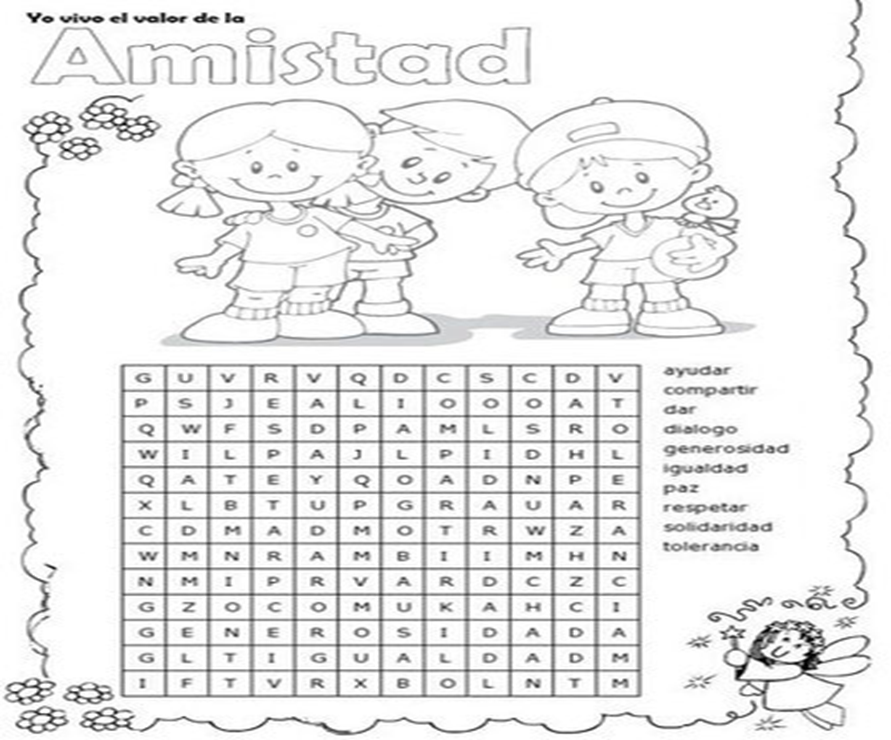 Yo vivo el valor de la
Amistad
G U V R V Q D C S C D V
P S J E A L I O O O A T
Q W F S D P A M L S R O
W I L P A J L P I D H L
Q A T E Y Q O A D N P E
X L B T U P G R A U A R
C D M A D M O T R W Z A
W M N R A M B I I M H N
N M I P R V A R D C Z C
G Z O C O M U K A H C I
G E N E R O S I D A D A
G L T I G U A L D A D M
I F T V R X B O L N T M
ayudar
compartir
dar
dialogo
generosidad
igualdad
paz
respetar
solidaridad
tolerancia